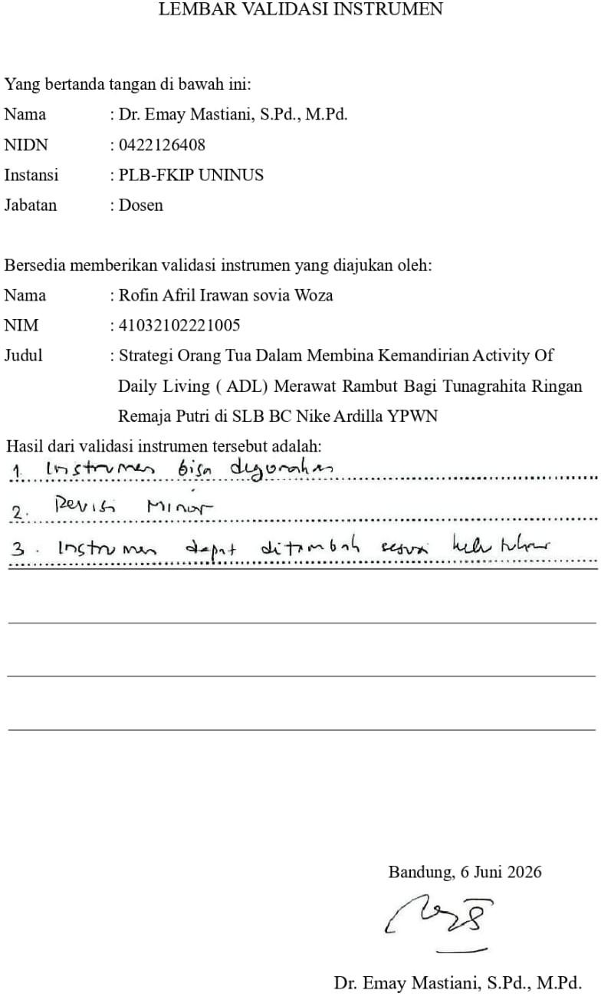 LEMBAR VALIDASI INSTRUMEN
Yang bertanda tangan di bawah ini:
Nama : Dr. Emay Mastiani, S.Pd., M.Pd.
NIDN : 0422126408
Instansi : PLB-FKIP UNINUS
Jabatan : Dosen
Bersedia memberikan validasi instrumen yang diajukan oleh:
Nama : Rofin Afril Irawan sovia Woza
NIM : 41032102221005
Judul : Strategi Orang Tua Dalam Membina Kemandirian Activity Of
Daily Living ( ADL) Merawat Rambut Bagi Tunagrahita Ringan
Remaja Putri di SLB BC Nike Ardilla YPWN
Hasil dari validasi instrumen tersebut adalah:
1. Instrumen bisa digunakan
2. Revisi Minor
3. Instrumen dapat ditambah sesuai kebutuhan
Bandung, 6 Juni 2026
Dr. Emay Mastiani, S.Pd., M.Pd.